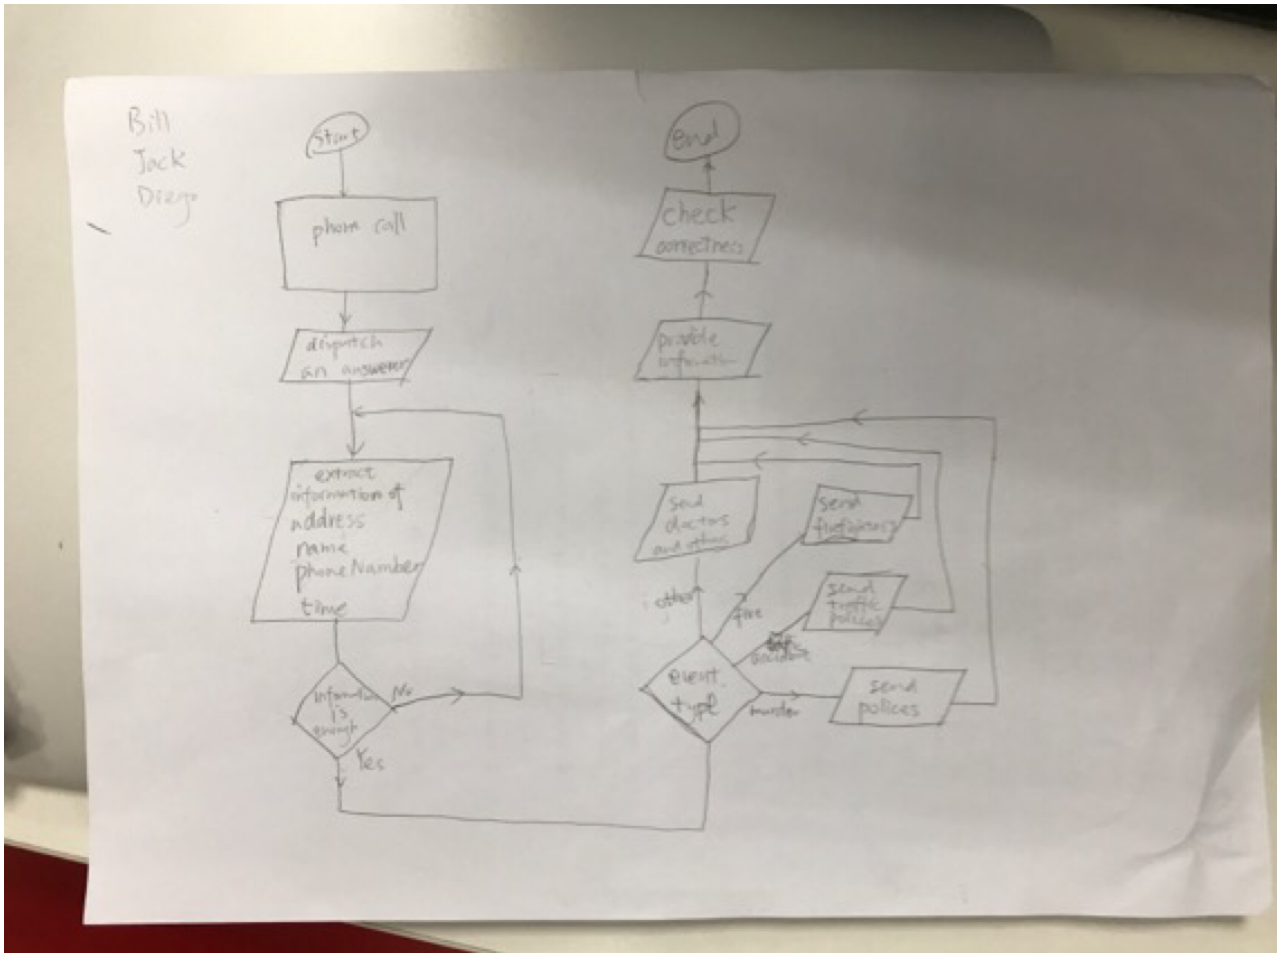 Bill
Jack
Diego
Start
phone call
dispatch
an answerer
extract
information of
address
name
phone Number
time
information
is
enough
No
Yes
end
check
correctness
provide
information
send
doctors
and others
send
firefighters
send
traffic
polices
send
polices
other
fire
accident
murder
event
type